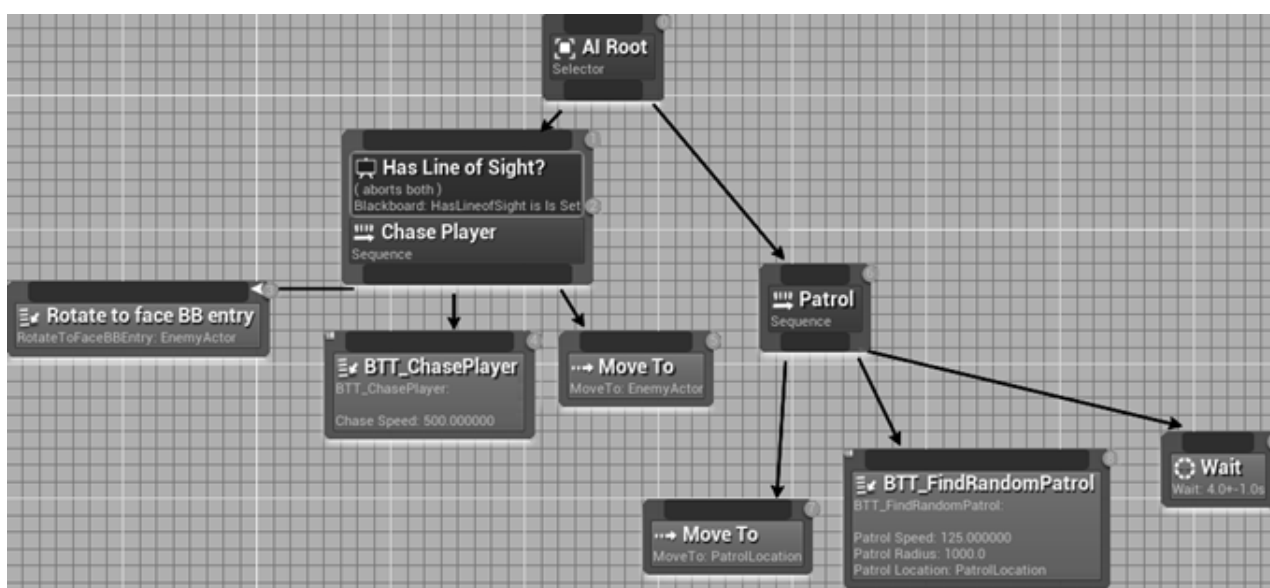 AI Root
Selector
Has Line of Sight?
( aborts both )
Blackboard: HasLineofSight is Is Set
Chase Player
Sequence
Rotate to face BB entry
RotateToFaceBBEntry: EnemyActor
BTT_ChasePlayer
BTT_ChasePlayer:
Chase Speed: 500.000000
Move To
MoveTo: EnemyActor
Patrol
Sequence
Move To
MoveTo: PatrolLocation
BTT_FindRandomPatrol
BTT_FindRandomPatrol:
Patrol Speed: 125.000000
Patrol Radius: 1000.0
Patrol Location: PatrolLocation
Wait
Wait: 4.0+-1.0s